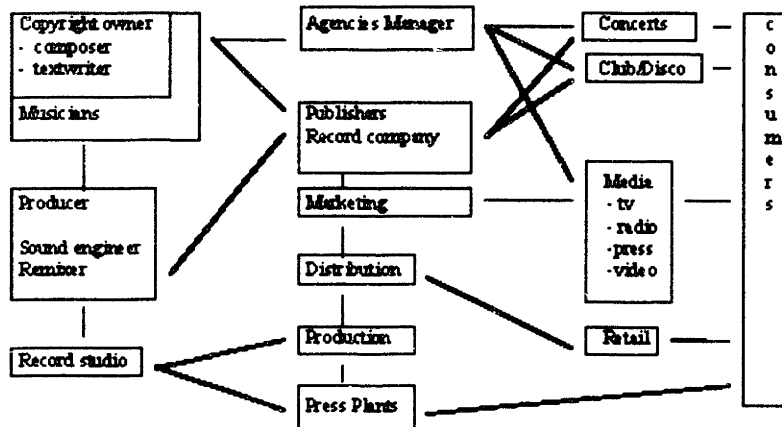 Copyright owner
- composer
- textwriter
Musicians
Producer
Sound engineer
Remixer
Record studio
Agencies Manager
Publishers
Record company
Marketing
Distribution
Production
Press Plants
Concerts
Club/Disco
Media
- tv
- radio
- press
- video
Retail
c
o
n
s
u
m
e
r
s